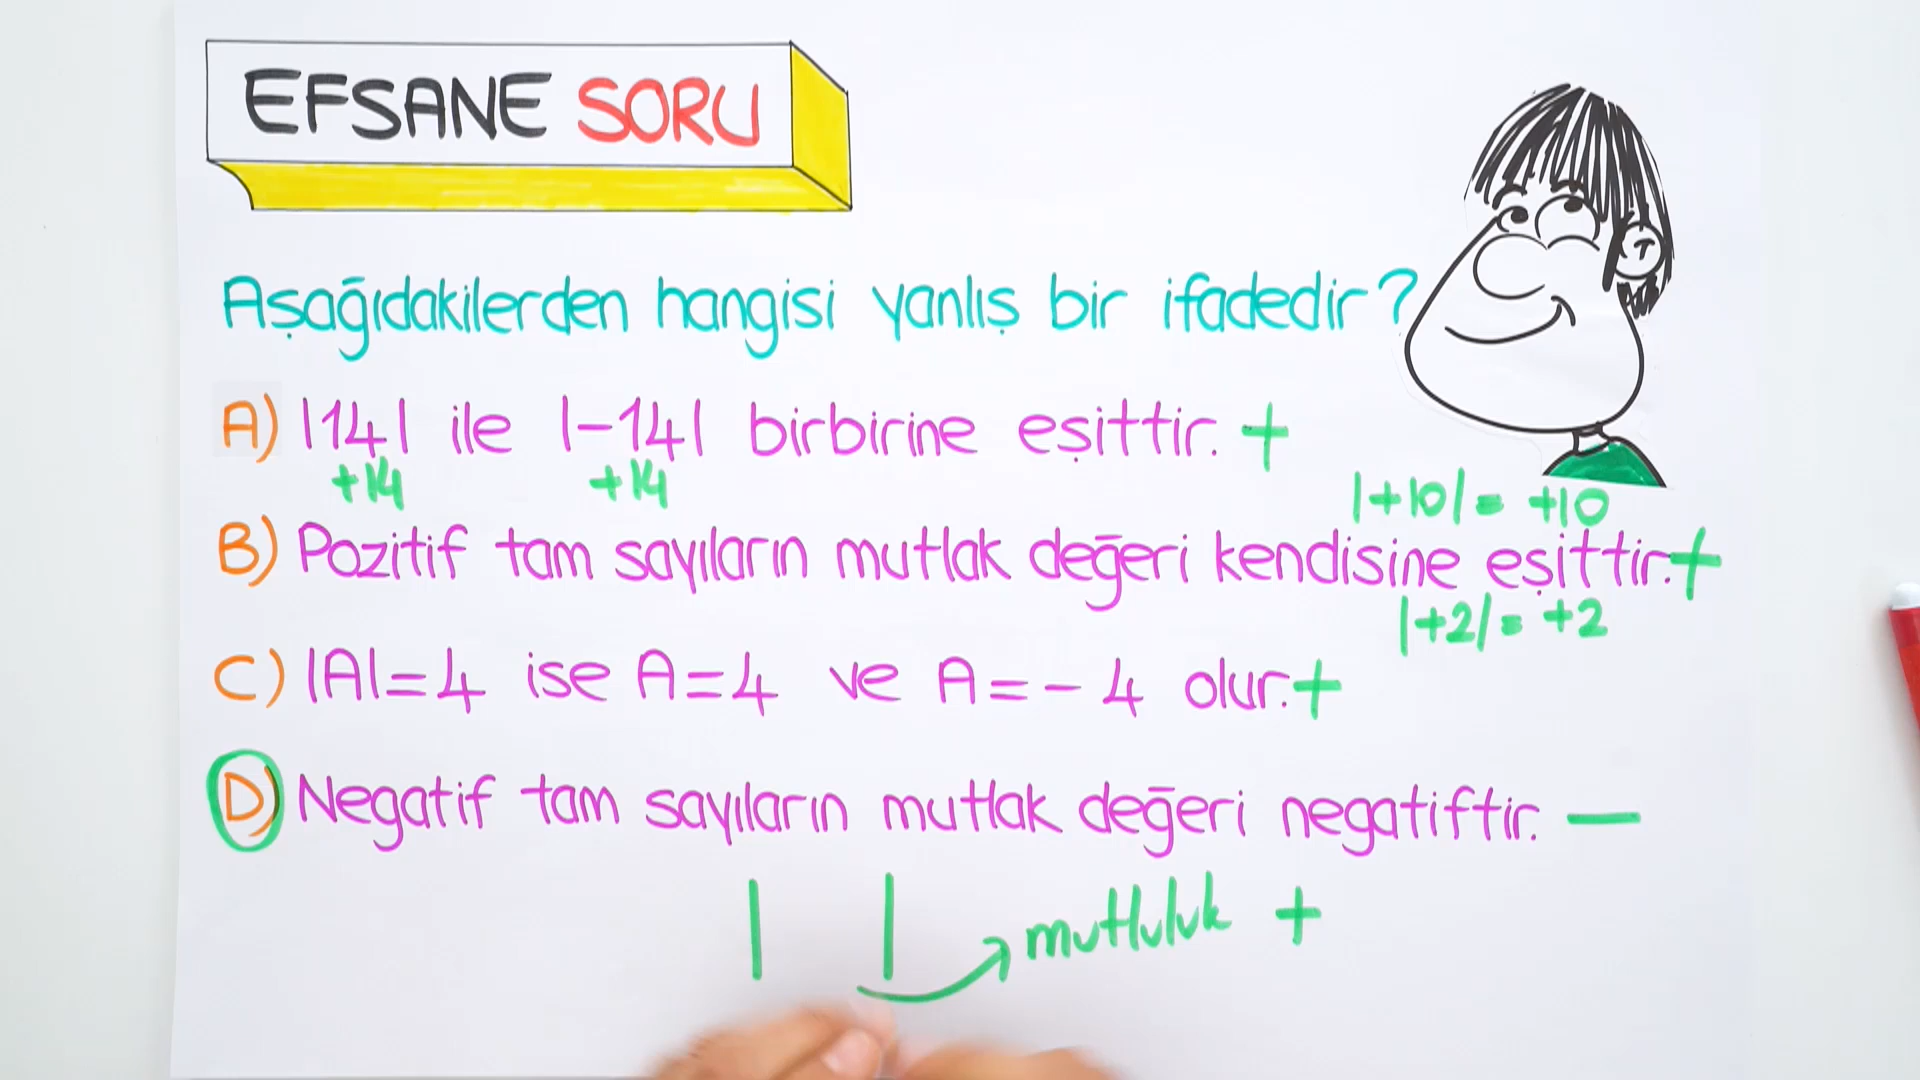 EFSANE SORU
Aşağıdakilerden hangisi yanlış bir ifadedir?
A) |14| ile |-14| birbirine eşittir. +
+14 +14
|+10| = +10
B) Pozitif tam sayıların mutlak değeri kendisine eşittir. +
|+2| = +2
C) |A|=4 ise A=4 ve A=-4 olur. +
D) Negatif tam sayıların mutlak değeri negatiftir. —
| | mutluluk +